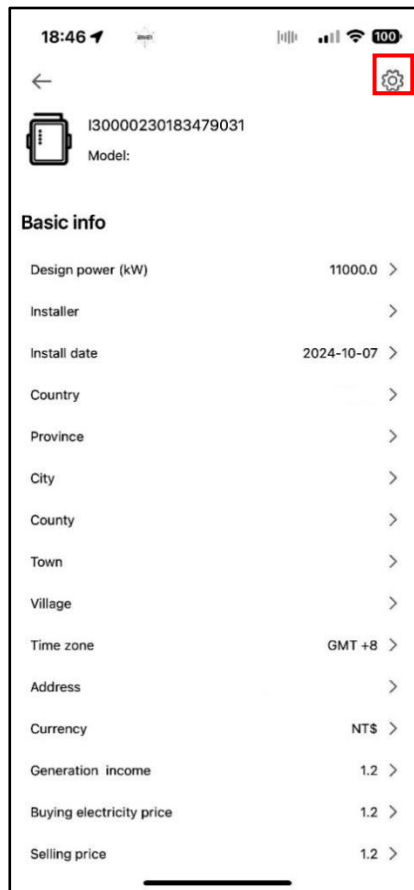 18:46
100
I30000230183479031
Model:
Basic info
Design power (kW) 11000.0
Installer
Install date 2024-10-07
Country
Province
City
County
Town
Village
Time zone GMT +8
Address
Currency NT$
Generation income 1.2
Buying electricity price 1.2
Selling price 1.2